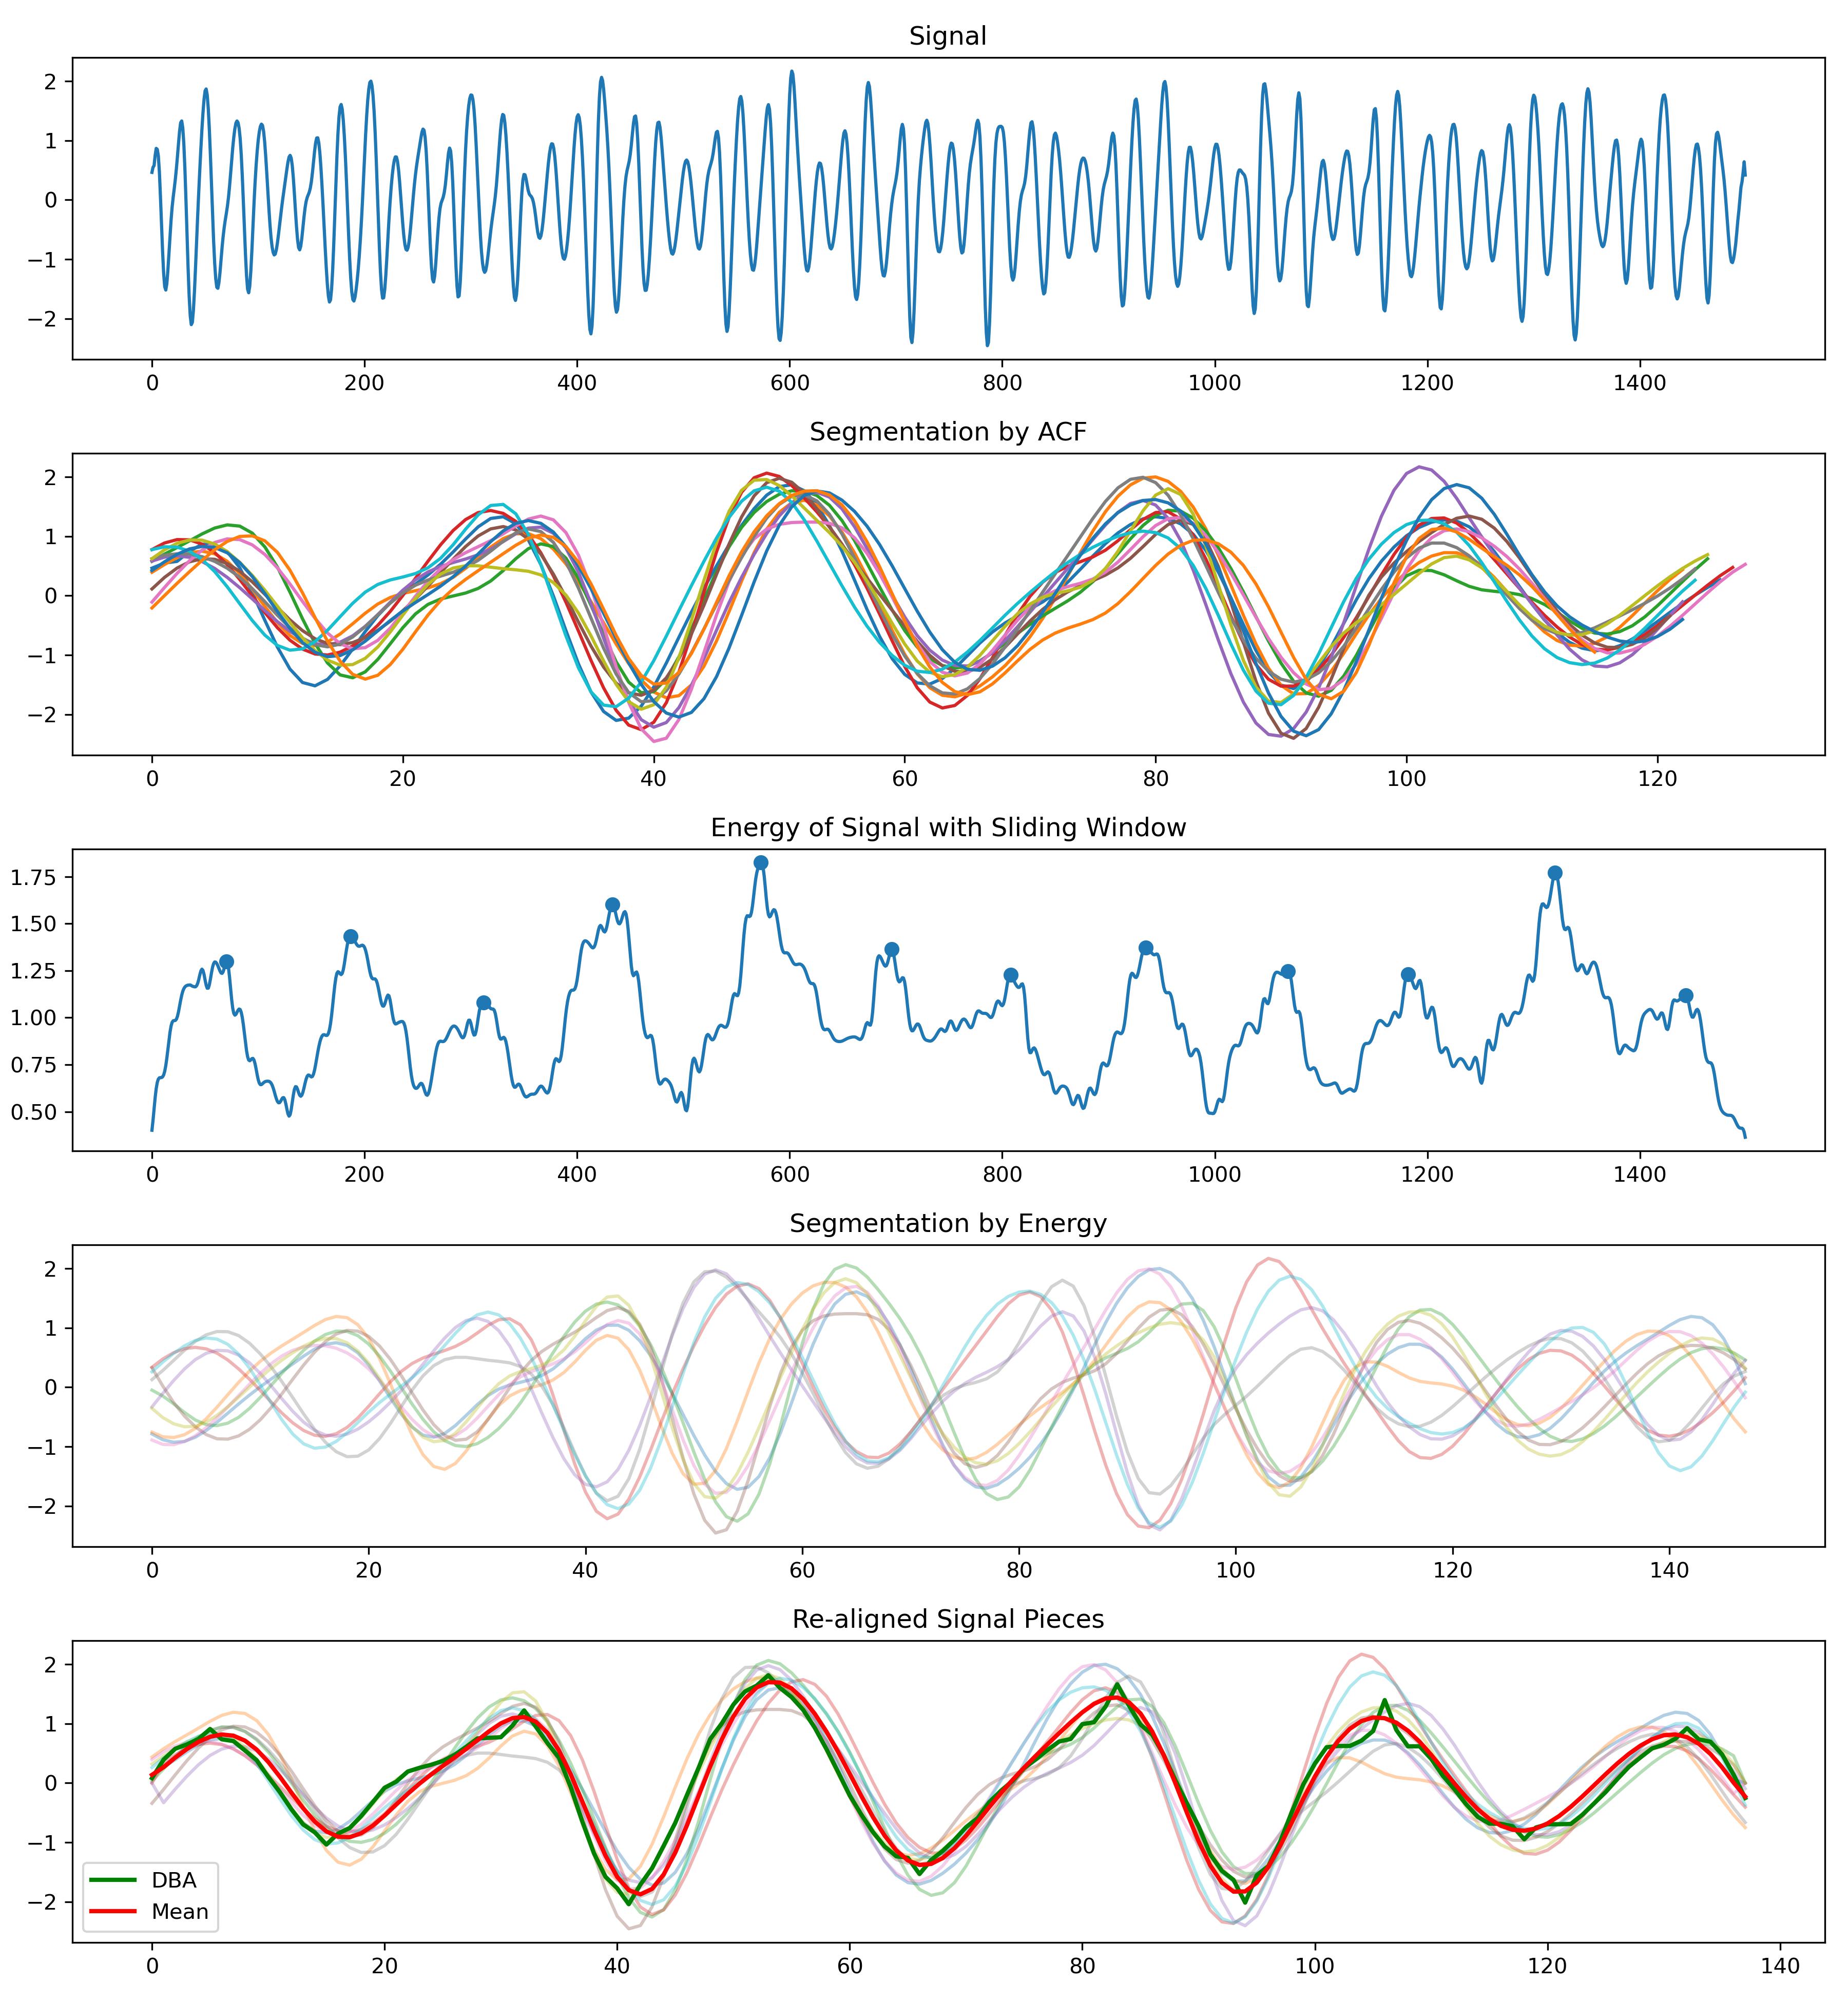 Signal
2
1
0
−1
−2
0 200 400 600 800 1000 1200 1400
Segmentation by ACF
2
1
0
−1
−2
0 20 40 60 80 100 120
Energy of Signal with Sliding Window
1.75
1.50
1.25
1.00
0.75
0.50
0 200 400 600 800 1000 1200 1400
Segmentation by Energy
2
1
0
−1
−2
0 20 40 60 80 100 120 140
Re-aligned Signal Pieces
2
1
0
−1
−2
DBA
Mean
0 20 40 60 80 100 120 140